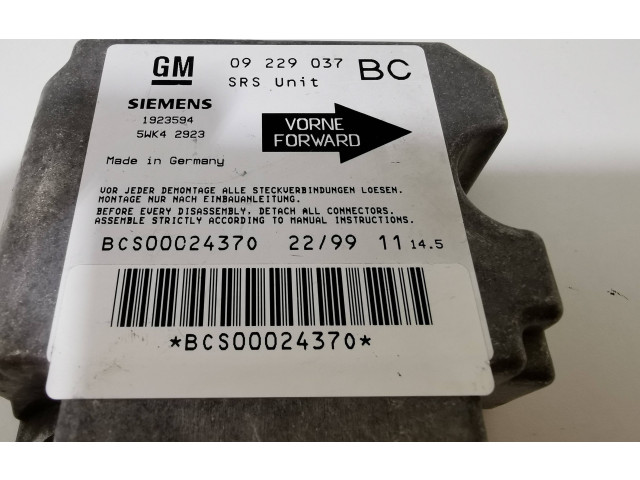 GM 09 229 037 BC
SRS Unit
SIEMENS
1923594
5WK4 2923
VORNE
FORWARD
Made in Germany
VOR JEDER DEMONTAGE ALLE STECKVERBINDUNGEN LOESEN.
MONTAGE NUR NACH EINBAUANLEITUNG.
BEFORE EVERY DISASSEMBLY, DETACH ALL CONNECTORS.
ASSEMBLE STRICTLY ACCORDING TO MANUAL INSTRUCTIONS.
BCS00024370 22/99 11 14.5
*BCS00024370*